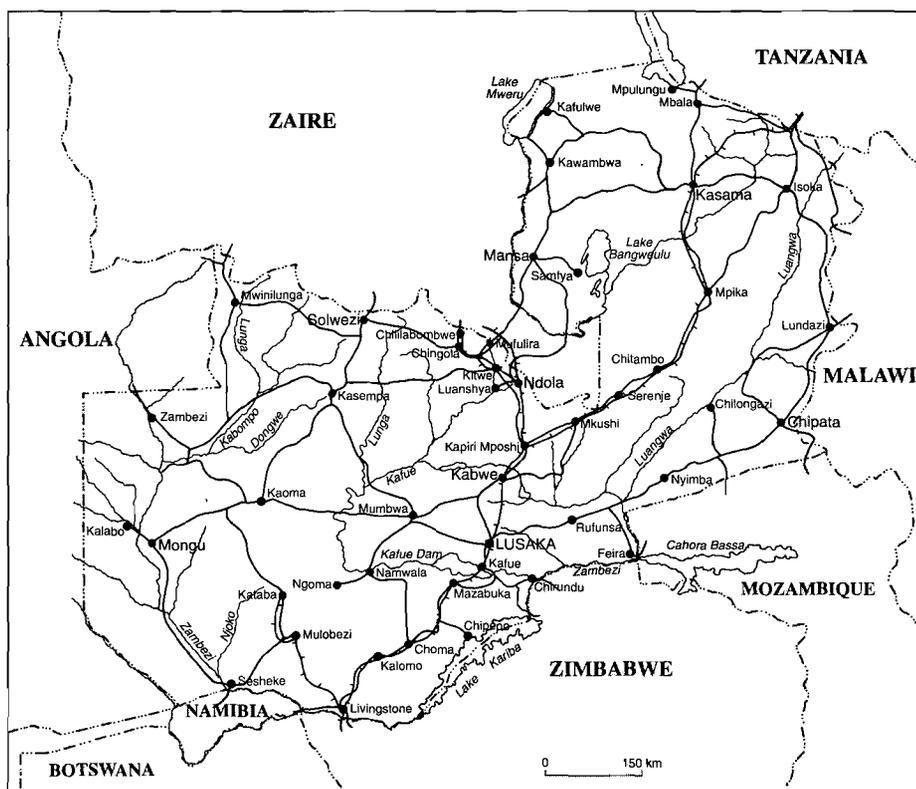 TANZANIA
Lake
Mweru
Mpulungu
Mbala
Kafulwe
ZAIRE
Kawambwa
Kasama
Isoka
Mansa
Lake
Bangweulu
Samfya
Luangwa
Mpika
Mwinilunga
Solwezi
Lunga
Chililabombwe
Mufulira
Chingola
Lundazi
ANGOLA
Chitambo
MALAWI
Kitwe
Ndola
Luanshya
Kasempa
Serenje
Chilongazi
Zambezi
Kabompo
Dongwe
Lunga
Mkushi
Luangwa
Chipata
Kapiri Mposhi
Kafue
Kabwe
Nyimba
Kaoma
Mumbwa
Rufunsa
Kalabo
Mongu
LUSAKA
Kafue Dam
Kafue
Feira
Cahora Bassa
Zambezi
Ngoma
Namwala
Mazabuka
Chirundu
MOZAMBIQUE
Kataba
Njoko
Zambezi
Mulobezi
Chipepo
Choma
Kalomo
Lake Kariba
ZIMBABWE
Sesheke
NAMIBIA
Livingstone
BOTSWANA
0 150 km